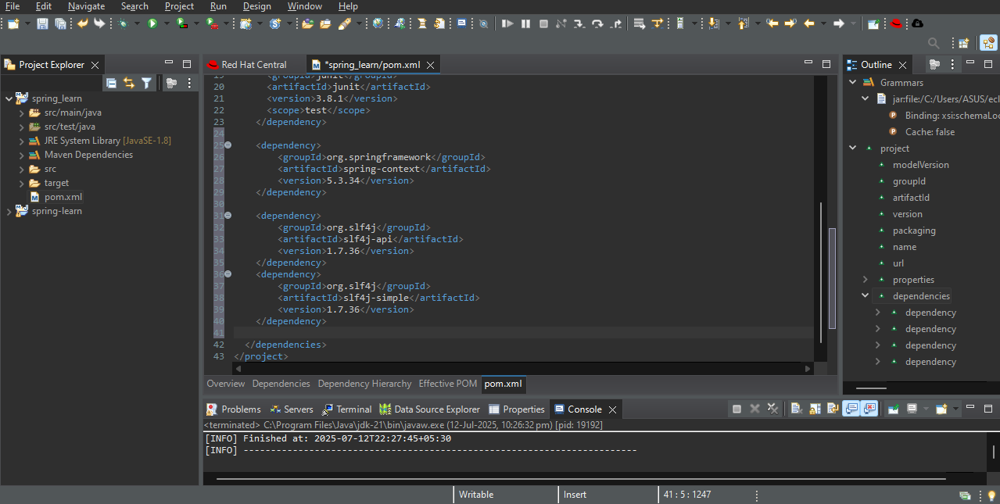 File Edit Navigate Search Project Run Design Window Help
Project Explorer
spring_learn
src/main/java
src/test/java
JRE System Library [JavaSE-1.8]
Maven Dependencies
src
target
pom.xml
spring-learn
Red Hat Central
*spring_learn/pom.xml
19 <groupId>junit</groupId>
20 <artifactId>junit</artifactId>
21 <version>3.8.1</version>
22 <scope>test</scope>
23 </dependency>
24
25 <dependency>
26 <groupId>org.springframework</groupId>
27 <artifactId>spring-context</artifactId>
28 <version>5.3.34</version>
29 </dependency>
30
31 <dependency>
32 <groupId>org.slf4j</groupId>
33 <artifactId>slf4j-api</artifactId>
34 <version>1.7.36</version>
35 </dependency>
36 <dependency>
37 <groupId>org.slf4j</groupId>
38 <artifactId>slf4j-simple</artifactId>
39 <version>1.7.36</version>
40 </dependency>
41
42 </dependencies>
43 </project>
Overview Dependencies Dependency Hierarchy Effective POM pom.xml
Outline
Grammars
jar:file:/C:/Users/ASUS/ecl
Binding: xsi:schemaLoc
Cache: false
project
modelVersion
groupId
artifactId
version
packaging
name
url
properties
dependencies
dependency
dependency
dependency
dependency
Problems Servers Terminal Data Source Explorer Properties Console
<terminated> C:\Program Files\Java\jdk-21\bin\javaw.exe (12-Jul-2025, 10:26:32 pm) [pid: 19192]
[INFO] Finished at: 2025-07-12T22:27:45+05:30
[INFO] ------------------------------------------------------------------------
Writable Insert 41 : 5 : 1247